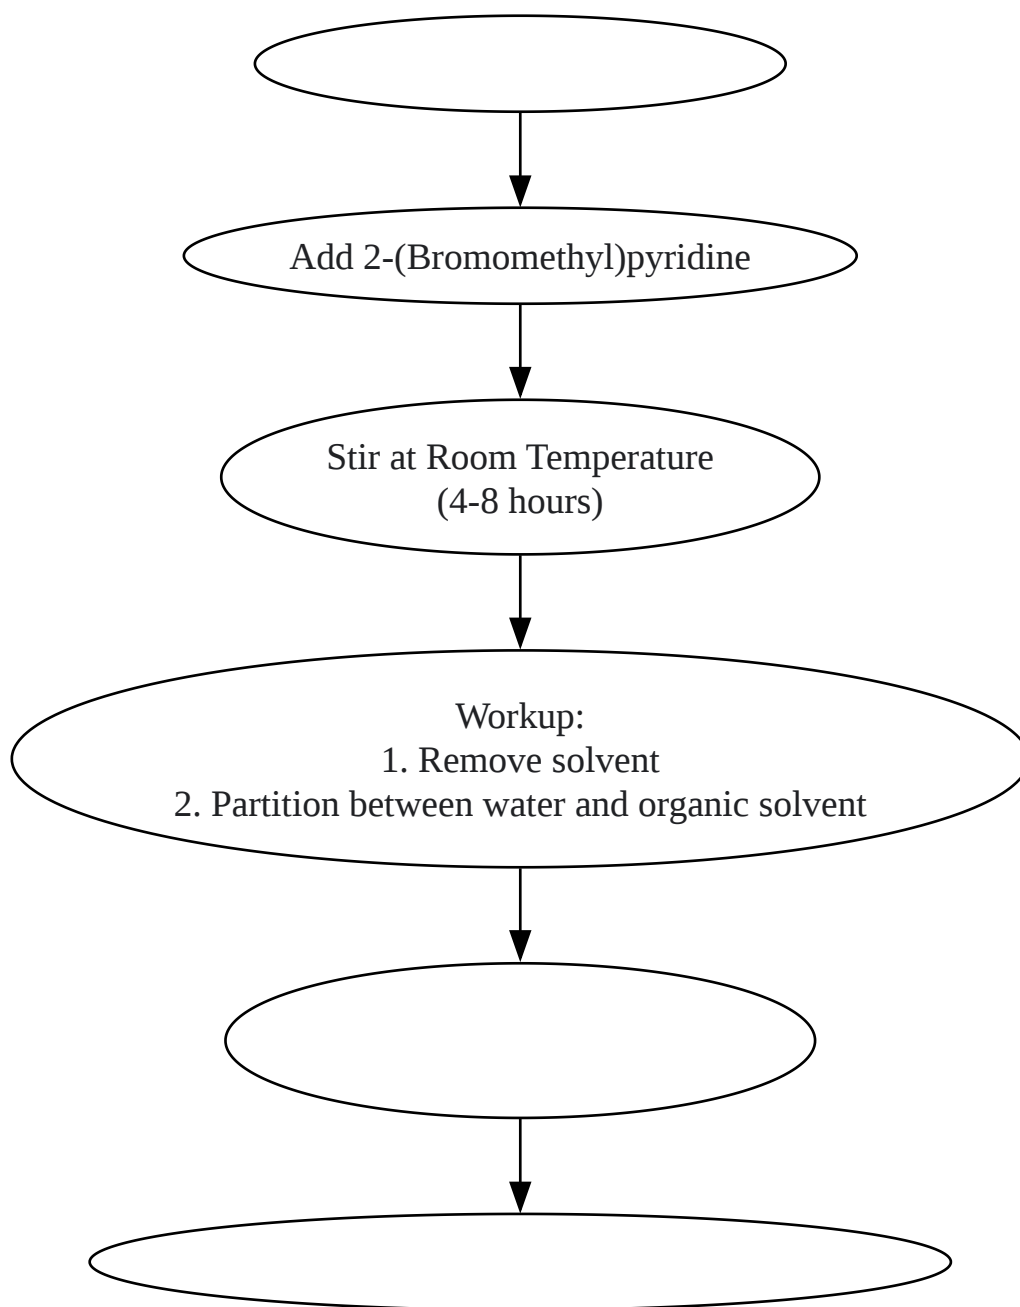 Add 2-(Bromomethyl)pyridine
Stir at Room Temperature
(4-8 hours)
Workup:
1. Remove solvent
2. Partition between water and organic solvent